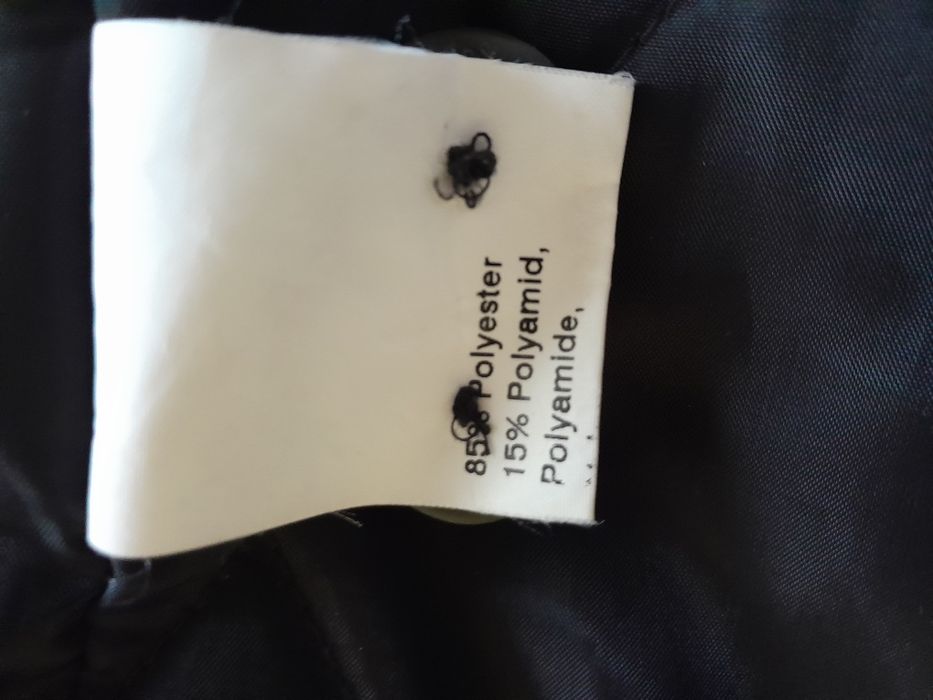 85% Polyester
15% Polyamid,
Polyamide,